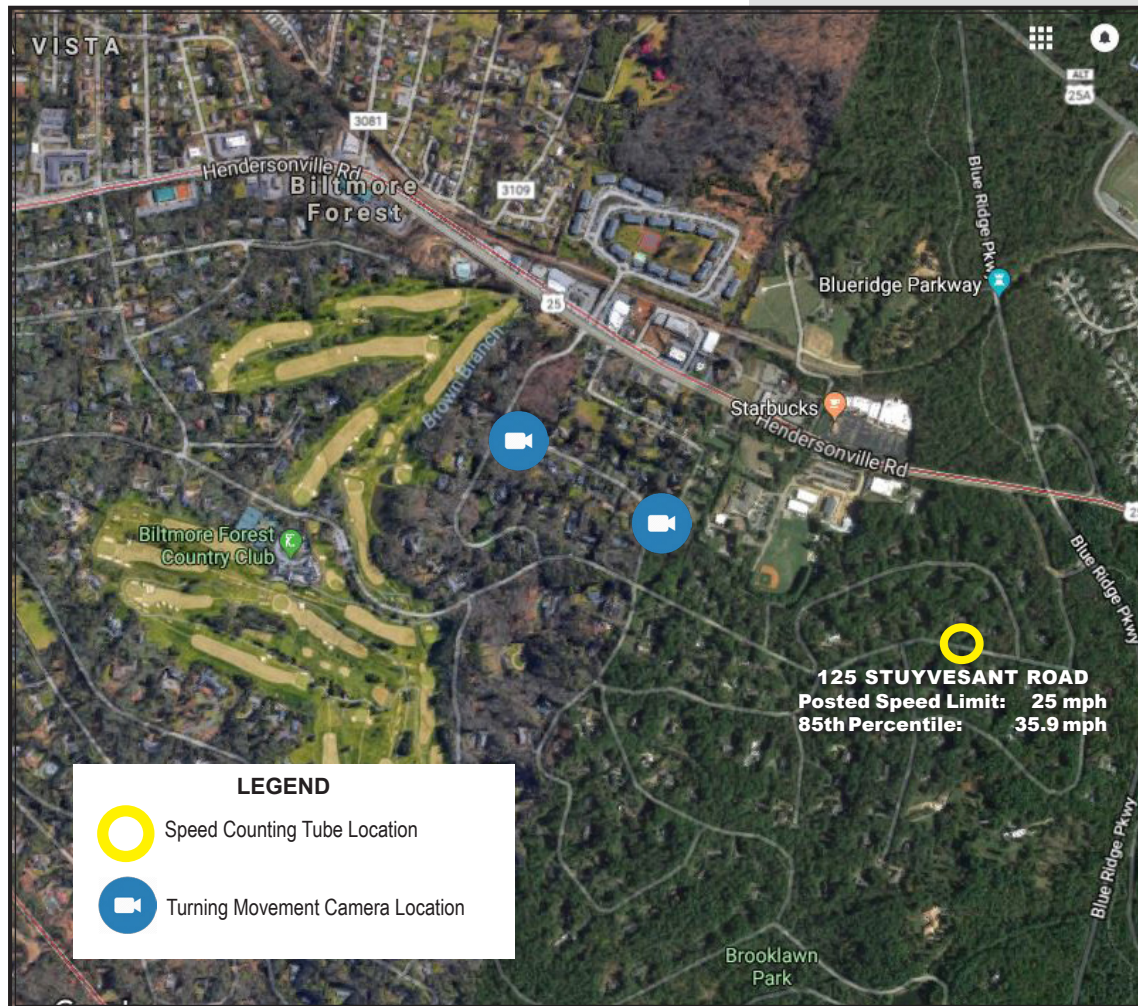 VISTA
ALT
25A
3081
Hendersonville Rd
Biltmore
Forest
3109
Blue Ridge Pkwy
Blueridge Parkway
25
Brown Branch
Starbucks
Hendersonville Rd
Biltmore Forest
Country Club
Blue Ridge Pkwy
125 STUYVESANT ROAD
Posted Speed Limit: 25 mph
85th Percentile: 35.9 mph
LEGEND
Speed Counting Tube Location
Turning Movement Camera Location
Blue Ridge Pkwy
Brooklawn
Park